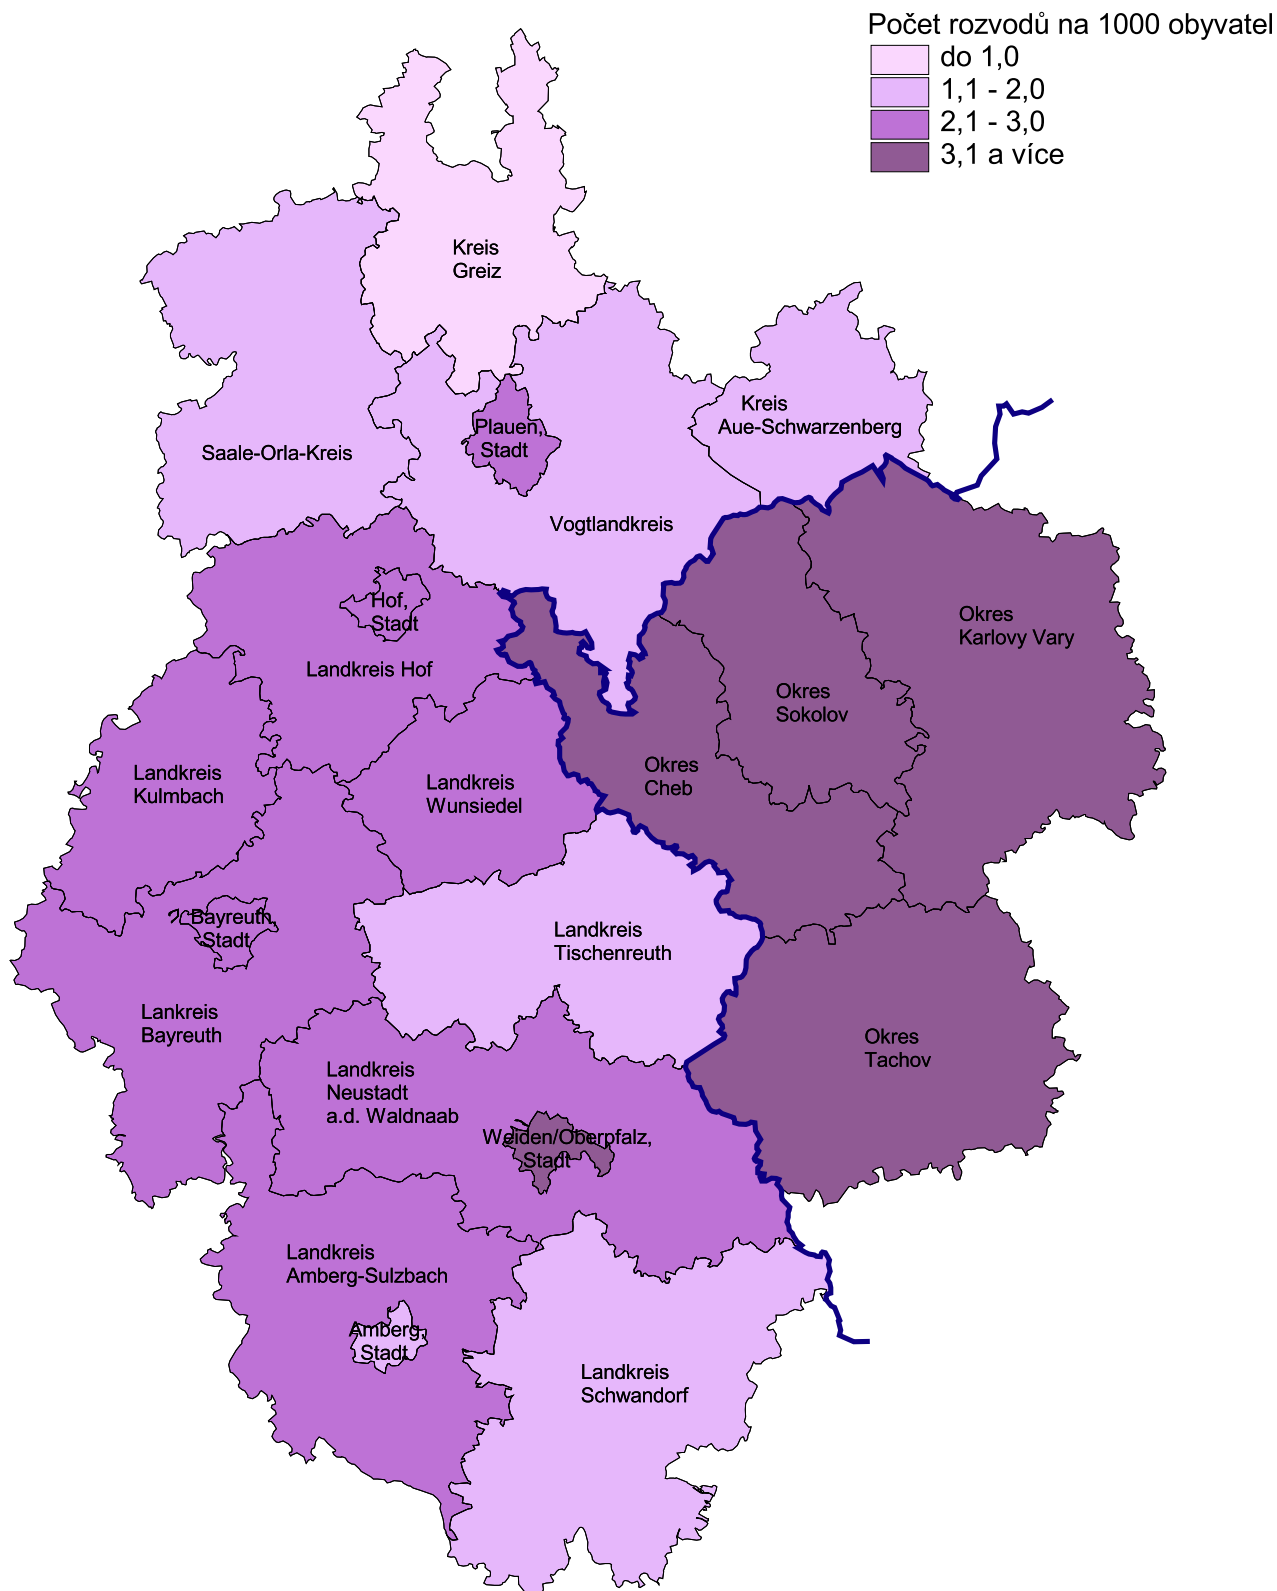 Počet rozvodů na 1000 obyvatel
do 1,0
1,1 - 2,0
2,1 - 3,0
3,1 a více
Kreis
Greiz
Kreis
Aue-Schwarzenberg
Plauen,
Stadt
Saale-Orla-Kreis
Vogtlandkreis
Hof,
Stadt
Landkreis Hof
Okres
Karlovy Vary
Okres
Sokolov
Okres
Cheb
Landkreis
Kulmbach
Landkreis
Wunsiedel
Bayreuth,
Stadt
Landkreis
Tischenreuth
Lankreis
Bayreuth
Okres
Tachov
Landkreis
Neustadt
a.d. Waldnaab
Weiden/Oberpfalz,
Stadt
Landkreis
Amberg-Sulzbach
Amberg,
Stadt
Landkreis
Schwandorf